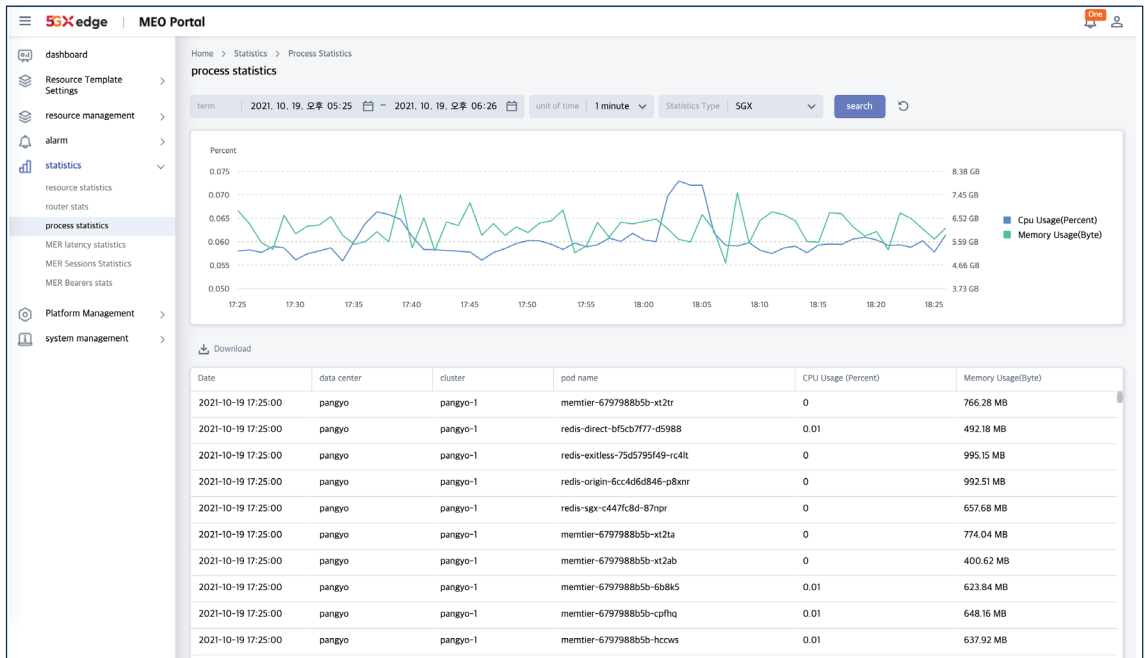 5GX edge | MEO Portal
One
dashboard
Resource Template
Settings
resource management
alarm
statistics
resource statistics
router stats
process statistics
MER latency statistics
MER Sessions Statistics
MER Bearers stats
Platform Management
system management
Home > Statistics > Process Statistics
process statistics
term 2021. 10. 19. 오후 05:25 - 2021. 10. 19. 오후 06:26 unit of time 1 minute Statistics Type SGX search
Percent
0.075 8.38 GB
0.070 7.45 GB
0.065 6.52 GB
0.060 5.59 GB
0.055 4.66 GB
0.050 3.73 GB
17:25 17:30 17:35 17:40 17:45 17:50 17:55 18:00 18:05 18:10 18:15 18:20 18:25
Cpu Usage(Percent)
Memory Usage(Byte)
Download
Date data center cluster pod name CPU Usage (Percent) Memory Usage(Byte)
2021-10-19 17:25:00 pangyo pangyo-1 memtier-6797988b5b-xt2tr 0 766.28 MB
2021-10-19 17:25:00 pangyo pangyo-1 redis-direct-bf5cb7f77-d5988 0.01 492.18 MB
2021-10-19 17:25:00 pangyo pangyo-1 redis-exitless-75d5795f49-rc4lt 0 995.15 MB
2021-10-19 17:25:00 pangyo pangyo-1 redis-origin-6cc4d6d846-p8xnr 0 992.51 MB
2021-10-19 17:25:00 pangyo pangyo-1 redis-sgx-c447fc8d-87npr 0 657.68 MB
2021-10-19 17:25:00 pangyo pangyo-1 memtier-6797988b5b-xt2ta 0 774.04 MB
2021-10-19 17:25:00 pangyo pangyo-1 memtier-6797988b5b-xt2ab 0 400.62 MB
2021-10-19 17:25:00 pangyo pangyo-1 memtier-6797988b5b-6b8k5 0.01 623.84 MB
2021-10-19 17:25:00 pangyo pangyo-1 memtier-6797988b5b-cpfhq 0.01 648.16 MB
2021-10-19 17:25:00 pangyo pangyo-1 memtier-6797988b5b-hccws 0.01 637.92 MB